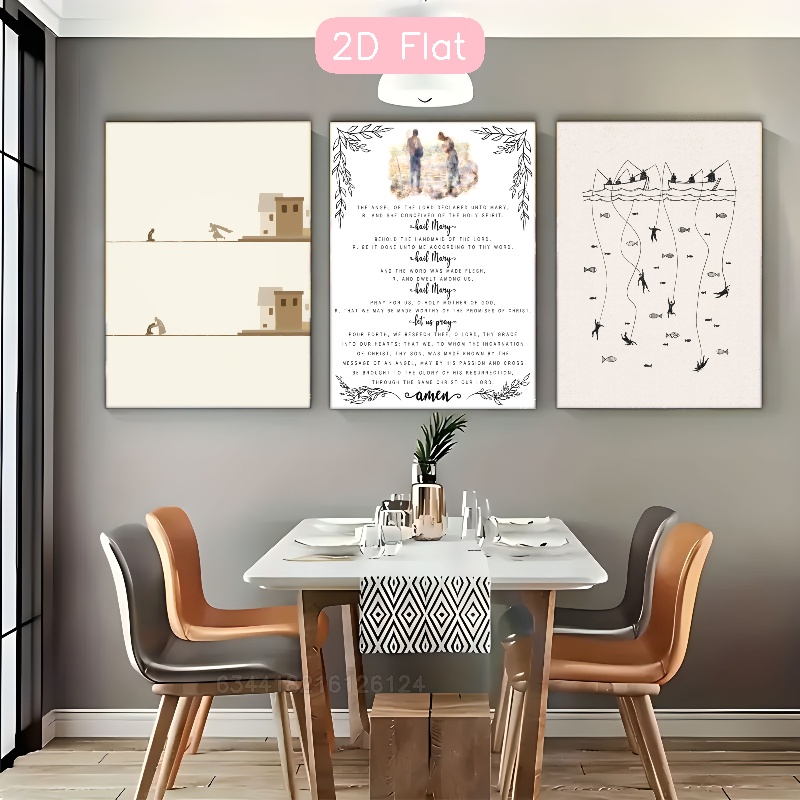 2D Flat
THE ANGEL OF THE LORD DECLARED UNTO MARY,
R. AND SHE CONCEIVED OF THE HOLY SPIRIT.
hail Mary
BEHOLD THE HANDMAID OF THE LORD.
R. BE IT DONE UNTO ME ACCORDING TO THY WORD.
hail Mary
AND THE WORD WAS MADE FLESH,
R. AND DWELT AMONG US.
hail Mary
PRAY FOR US, O HOLY MOTHER OF GOD,
R. THAT WE MAY BE MADE WORTHY OF THE PROMISES OF CHRIST.
let us pray
POUR FORTH, WE BESEECH THEE, O LORD, THY GRACE
INTO OUR HEARTS; THAT WE, TO WHOM THE INCARNATION
OF CHRIST, THY SON, WAS MADE KNOWN BY THE
MESSAGE OF AN ANGEL, MAY BY HIS PASSION AND CROSS
BE BROUGHT TO THE GLORY OF HIS RESURRECTION,
THROUGH THE SAME CHRIST OUR LORD.
amen